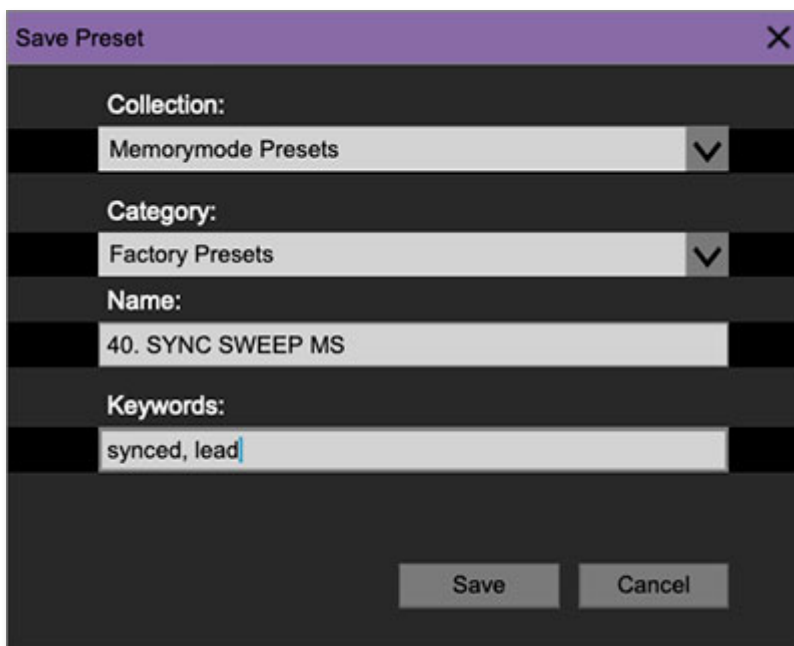 Save Preset
Collection:
Memorymode Presets
Category:
Factory Presets
Name:
40. SYNC SWEEP MS
Keywords:
synced, lead
Save Cancel